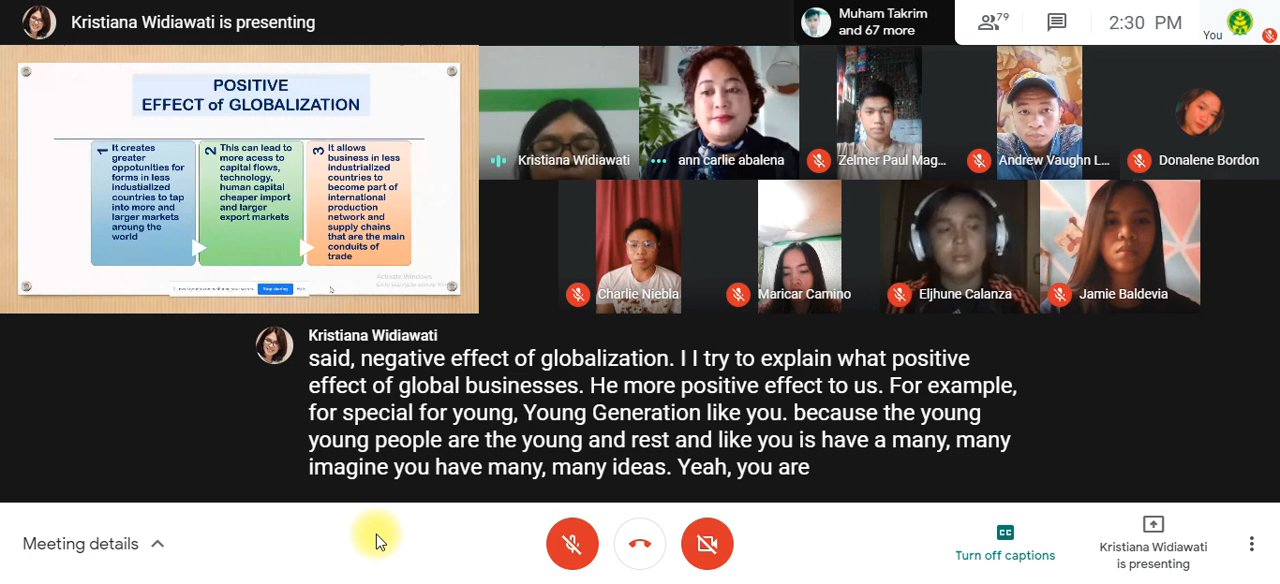 Kristiana Widiawati is presenting
Muham Takrim
and 67 more
79
2:30 PM
You
POSITIVE
EFFECT of GLOBALIZATION
1
It creates
greater
oppotunities for
forms in less
industialized
countries to tap
into more and
larger markets
arroung the
world
2
This can lead to
more acess to
capital flows,
technology,
human capital
cheaper import
and larger
export markets
3
It allows
business in less
industrialized
countries to
become part of
international
production
network and
supply chains
that are the main
conduits of
trade
Activate Windows
Stop sharing
Hide
Kristiana Widiawati
ann carlie abalena
Zelmer Paul Mag...
Andrew Vaughn L...
Donalene Bordon
Charlie Niebla
Maricar Camino
Eljhune Calanza
Jamie Baldevia
Kristiana Widiawati
said, negative effect of globalization. I I try to explain what positive
effect of global businesses. He more positive effect to us. For example,
for special for young, Young Generation like you. because the young
young people are the young and rest and like you is have a many, many
imagine you have many, many ideas. Yeah, you are
Meeting details
CC
Turn off captions
Kristiana Widiawati
is presenting